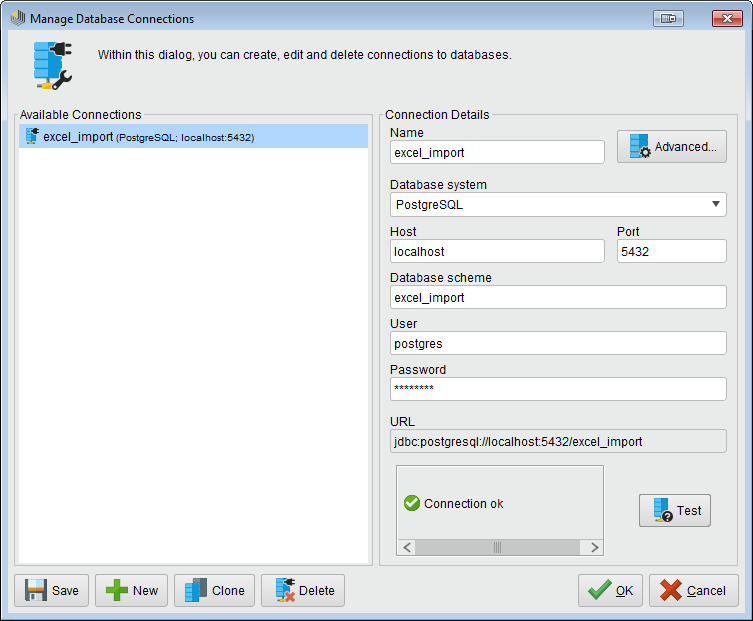 Manage Database Connections
Within this dialog, you can create, edit and delete connections to databases.
Available Connections
excel_import (PostgreSQL; localhost:5432)
Connection Details
Name
excel_import
Advanced...
Database system
PostgreSQL
Host
Port
localhost
5432
Database scheme
excel_import
User
postgres
Password
********
URL
jdbc:postgresql://localhost:5432/excel_import
Connection ok
Test
Save
New
Clone
Delete
OK
Cancel